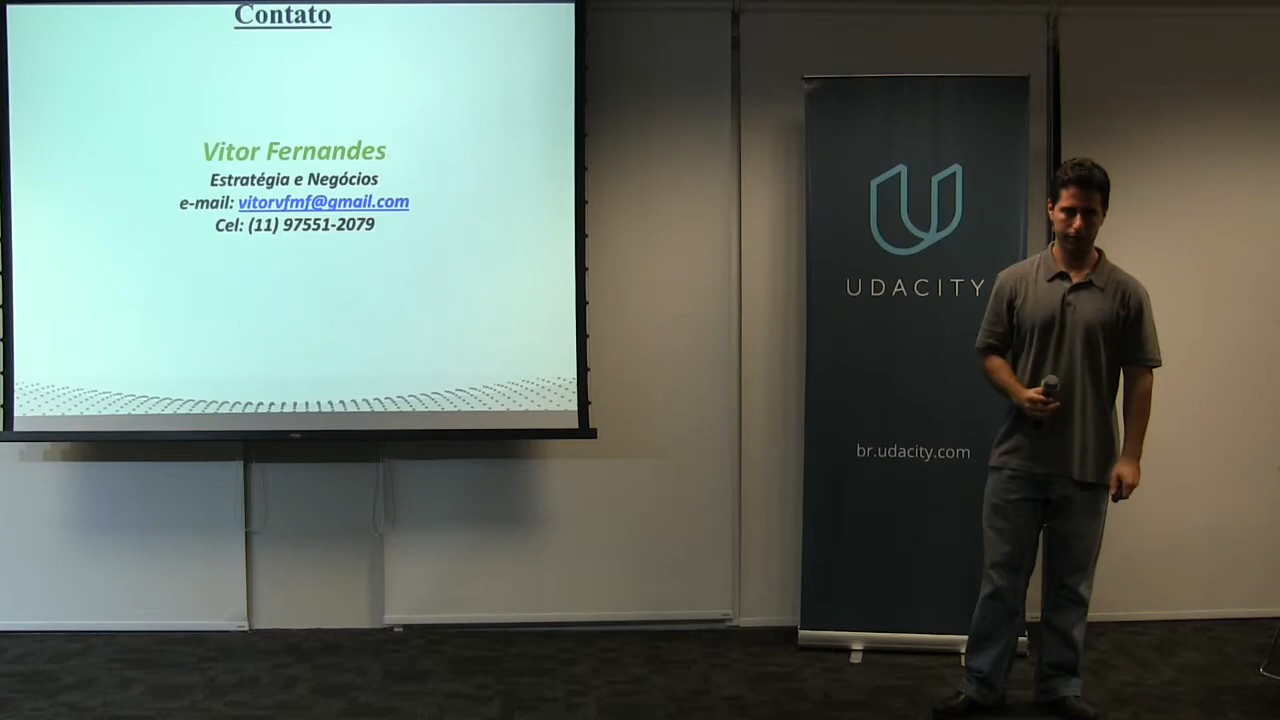 Contato
Vitor Fernandes
Estratégia e Negócios
e-mail: vitorvfmf@gmail.com
Cel: (11) 97551-2079
UDACITY
br.udacity.com